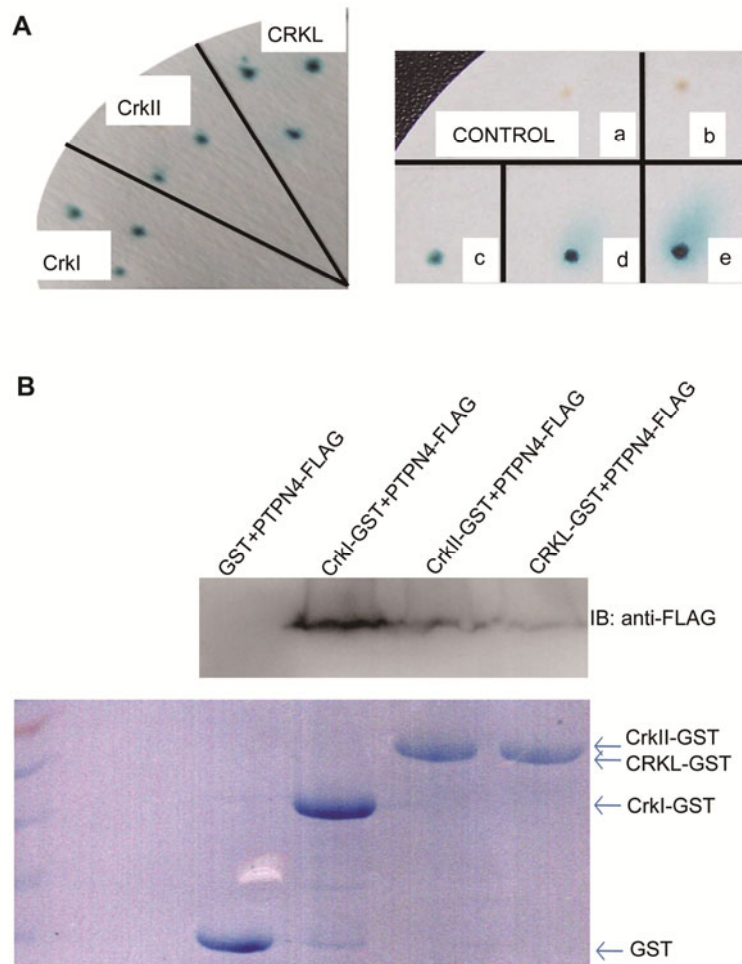 A
CRKL
CrkII
CrkI
CONTROL
a
b
c
d
e
B
GST+PTPN4-FLAG
CrkI-GST+PTPN4-FLAG
CrkII-GST+PTPN4-FLAG
CRKL-GST+PTPN4-FLAG
IB: anti-FLAG
CrkII-GST
CRKL-GST
CrkI-GST
GST